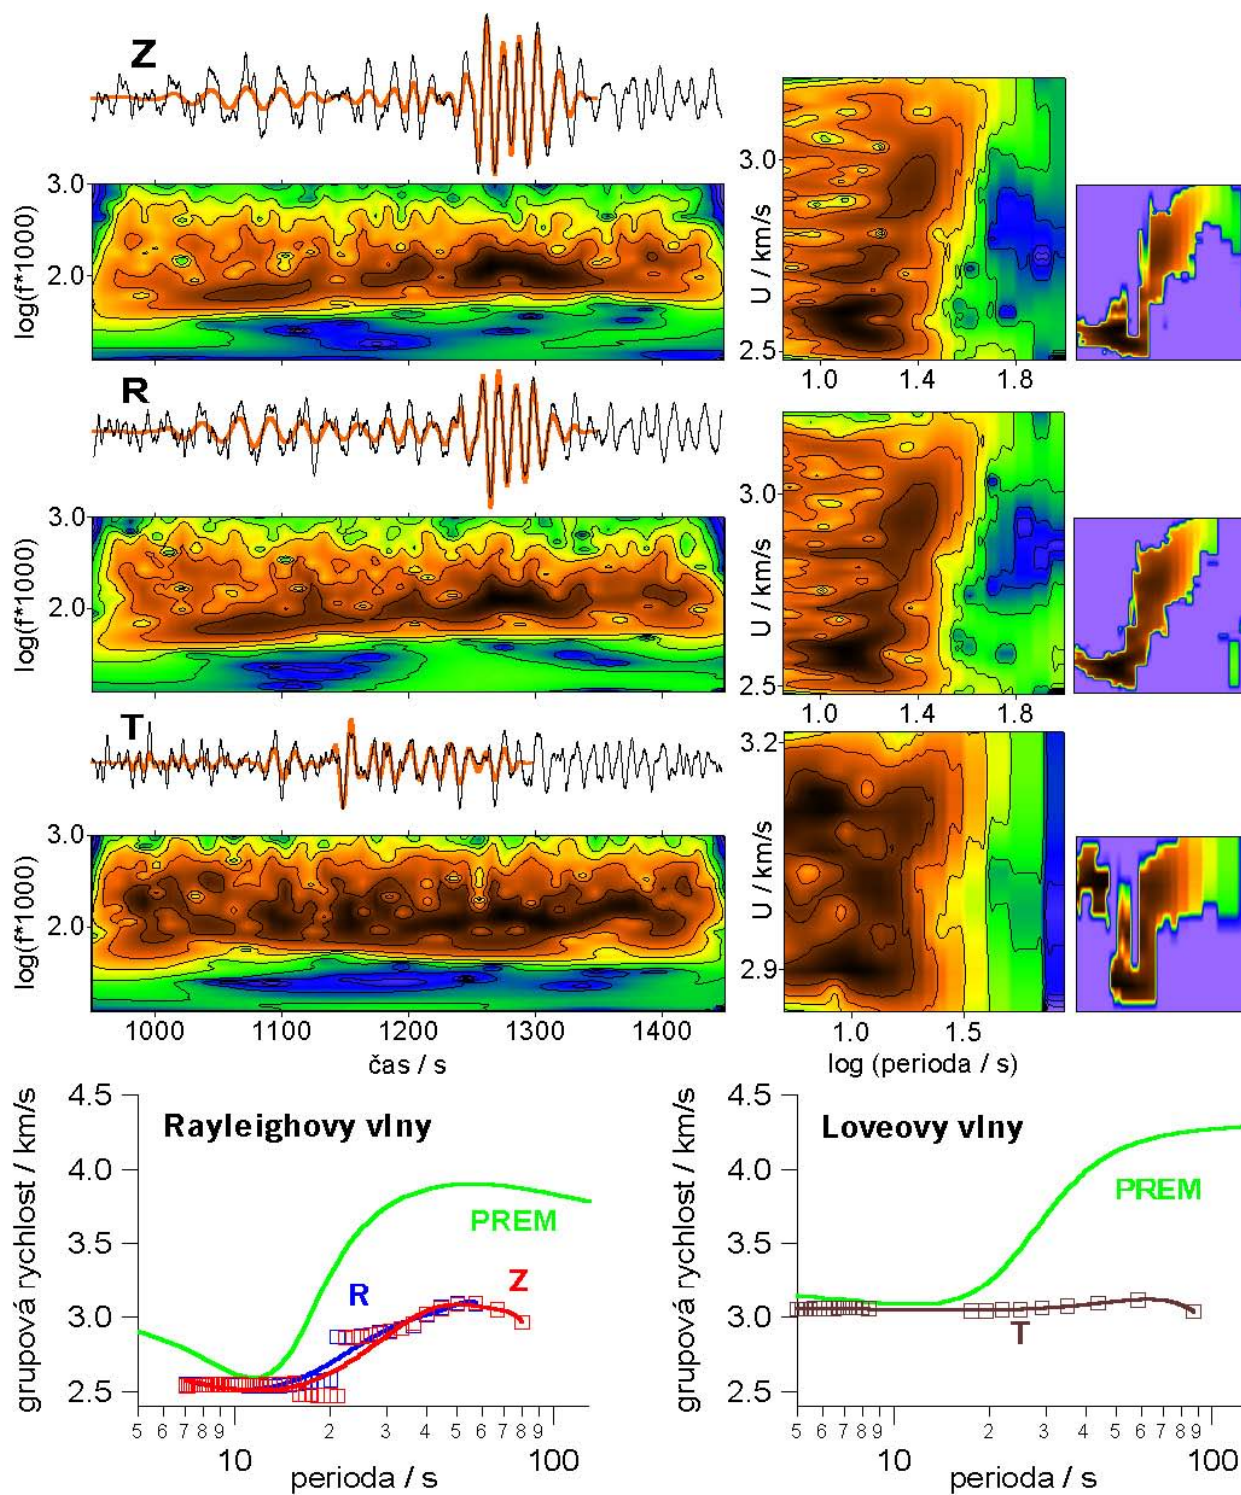 Z
3.0
log(f*1000)
2.0
3.0
U / km/s
2.5
1.0 1.4 1.8
R
3.0
log(f*1000)
2.0
3.0
U / km/s
2.5
1.0 1.4 1.8
T
3.0
log(f*1000)
2.0
1000 1100 1200 1300 1400
čas / s
3.2
U / km/s
2.9
1.0 1.5
log (perioda / s)
Rayleighovy vlny
grupová rychlost / km/s
4.5
4.0
3.5
3.0
2.5
PREM
R
Z
5 6 7 8 9 2 3 4 5 6 7 8 9
10 100
perioda / s
Loveovy vlny
grupová rychlost / km/s
4.5
4.0
3.5
3.0
2.5
PREM
T
5 6 7 8 9 2 3 4 5 6 7 8 9
10 100
perioda / s